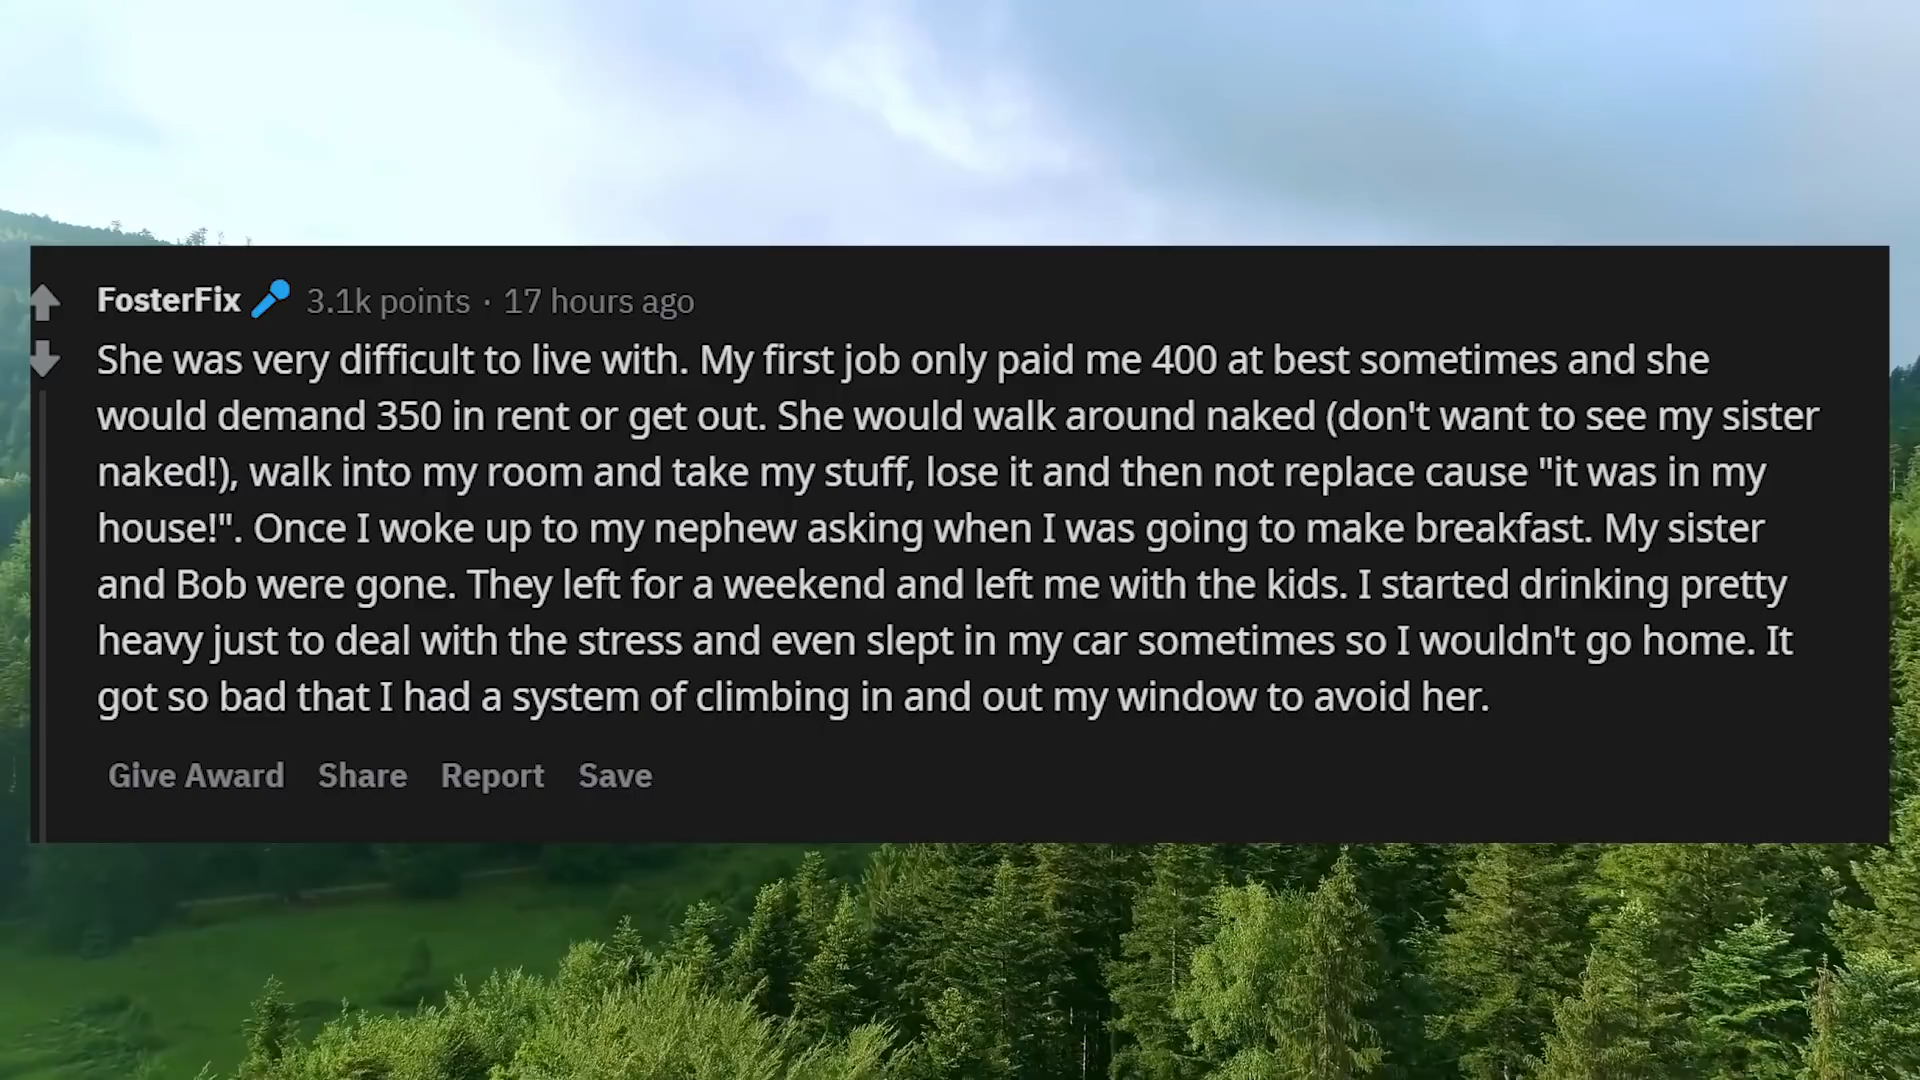 FosterFix 3.1k points · 17 hours ago
She was very difficult to live with. My first job only paid me 400 at best sometimes and she
would demand 350 in rent or get out. She would walk around naked (don't want to see my sister
naked!), walk into my room and take my stuff, lose it and then not replace cause "it was in my
house!". Once I woke up to my nephew asking when I was going to make breakfast. My sister
and Bob were gone. They left for a weekend and left me with the kids. I started drinking pretty
heavy just to deal with the stress and even slept in my car sometimes so I wouldn't go home. It
got so bad that I had a system of climbing in and out my window to avoid her.
Give Award Share Report Save